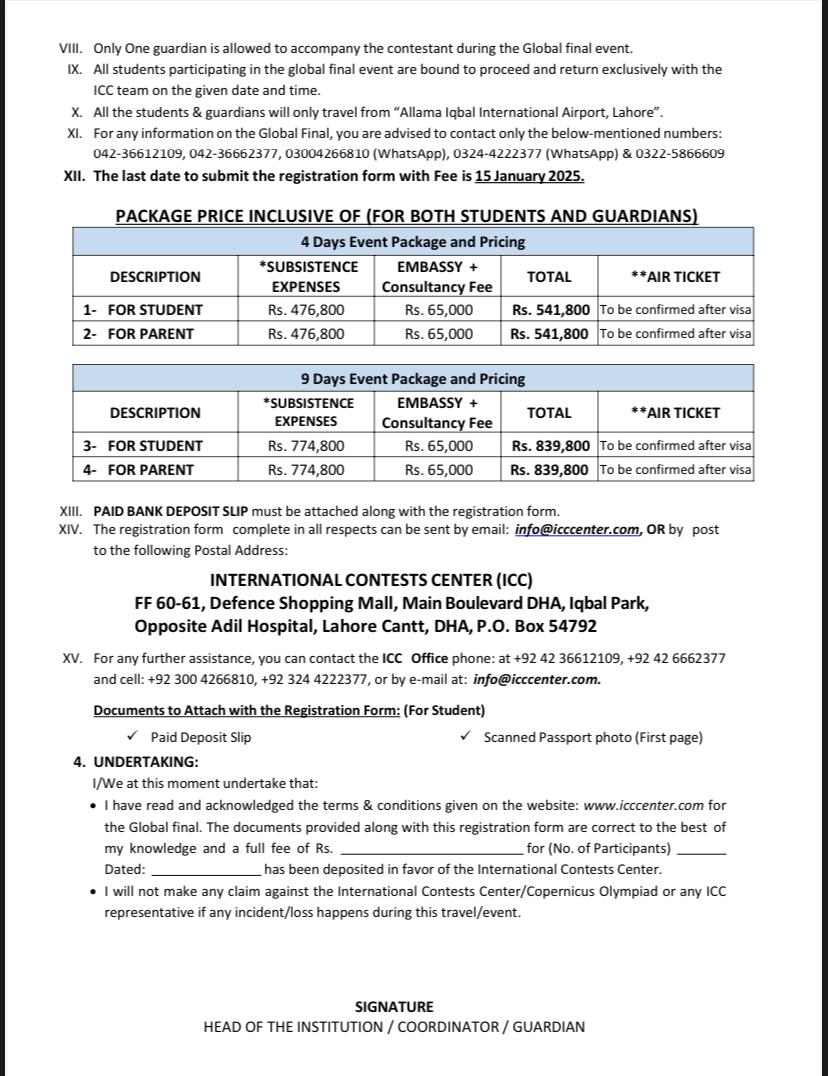 VIII. Only One guardian is allowed to accompany the contestant during the Global final event.
IX. All students participating in the global final event are bound to proceed and return exclusively with the
ICC team on the given date and time.
X. All the students & guardians will only travel from “Allama Iqbal International Airport, Lahore”.
XI. For any information on the Global Final, you are advised to contact only the below-mentioned numbers:
042-36612109, 042-36662377, 03004266810 (WhatsApp), 0324-4222377 (WhatsApp) & 0322-5866609
XII. The last date to submit the registration form with Fee is 15 January 2025.
PACKAGE PRICE INCLUSIVE OF (FOR BOTH STUDENTS AND GUARDIANS)
4 Days Event Package and Pricing
DESCRIPTION *SUBSISTENCE EXPENSES EMBASSY + Consultancy Fee TOTAL **AIR TICKET
1- FOR STUDENT Rs. 476,800 Rs. 65,000 Rs. 541,800 To be confirmed after visa
2- FOR PARENT Rs. 476,800 Rs. 65,000 Rs. 541,800 To be confirmed after visa
9 Days Event Package and Pricing
DESCRIPTION *SUBSISTENCE EXPENSES EMBASSY + Consultancy Fee TOTAL **AIR TICKET
3- FOR STUDENT Rs. 774,800 Rs. 65,000 Rs. 839,800 To be confirmed after visa
4- FOR PARENT Rs. 774,800 Rs. 65,000 Rs. 839,800 To be confirmed after visa
XIII. PAID BANK DEPOSIT SLIP must be attached along with the registration form.
XIV. The registration form complete in all respects can be sent by email: info@icccenter.com, OR by post
to the following Postal Address:
INTERNATIONAL CONTESTS CENTER (ICC)
FF 60-61, Defence Shopping Mall, Main Boulevard DHA, Iqbal Park,
Opposite Adil Hospital, Lahore Cantt, DHA, P.O. Box 54792
XV. For any further assistance, you can contact the ICC Office phone: at +92 42 36612109, +92 42 6662377
and cell: +92 300 4266810, +92 324 4222377, or by e-mail at: info@icccenter.com.
Documents to Attach with the Registration Form: (For Student)
✓ Paid Deposit Slip ✓ Scanned Passport photo (First page)
4. UNDERTAKING:
I/We at this moment undertake that:
• I have read and acknowledged the terms & conditions given on the website: www.icccenter.com for
the Global final. The documents provided along with this registration form are correct to the best of
my knowledge and a full fee of Rs. ______________________ for (No. of Participants) ______
Dated: _____________ has been deposited in favor of the International Contests Center.
• I will not make any claim against the International Contests Center/Copernicus Olympiad or any ICC
representative if any incident/loss happens during this travel/event.
SIGNATURE
HEAD OF THE INSTITUTION / COORDINATOR / GUARDIAN